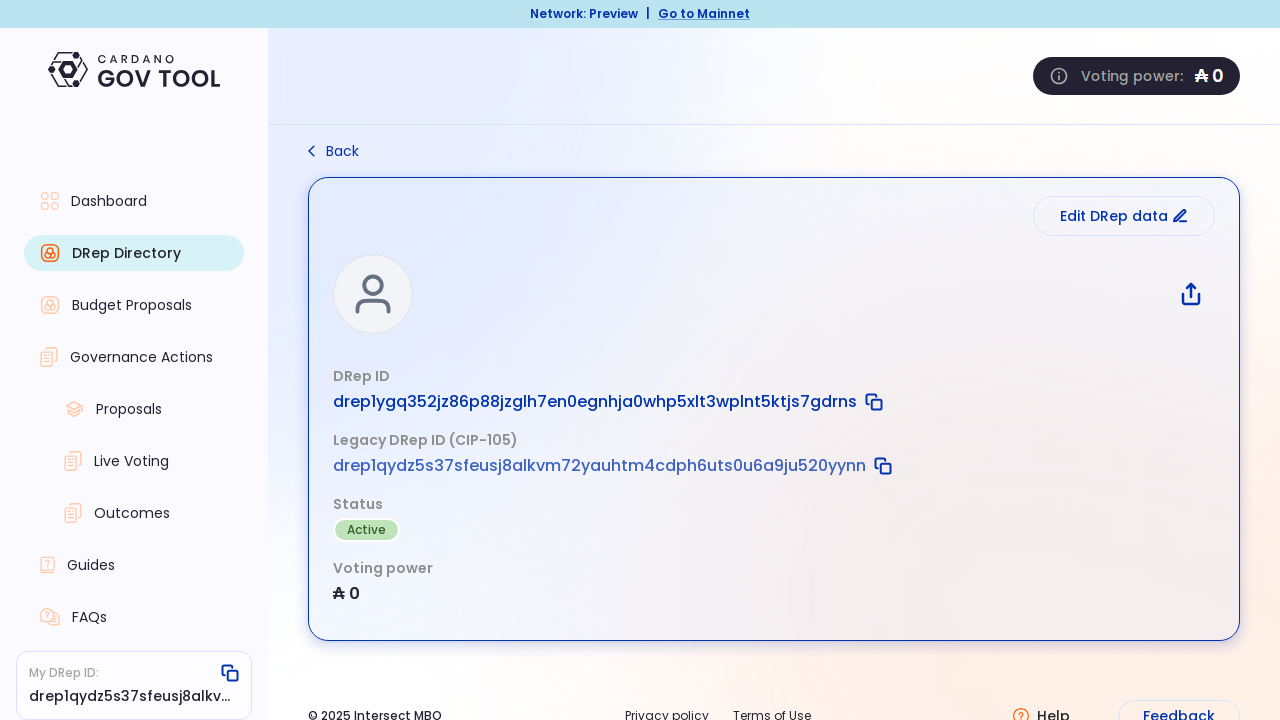 Network: Preview | Go to Mainnet
CARDANO
GOV TOOL
Voting power: ₳ 0
Back
Dashboard
DRep Directory
Budget Proposals
Governance Actions
Proposals
Live Voting
Outcomes
Guides
FAQs
My DRep ID:
drep1qydz5s37sfeusj8alkv...
Edit DRep data
DRep ID
drep1ygq352jz86p88jzglh7en0egnhja0whp5xlt3wplnt5ktjs7gdrns
Legacy DRep ID (CIP-105)
drep1qydz5s37sfeusj8alkvm72yauhtm4cdph6uts0u6a9ju520yynn
Status
Active
Voting power
₳ 0
© 2025 Intersect MBO
Privacy policy
Terms of Use
Help
Feedback